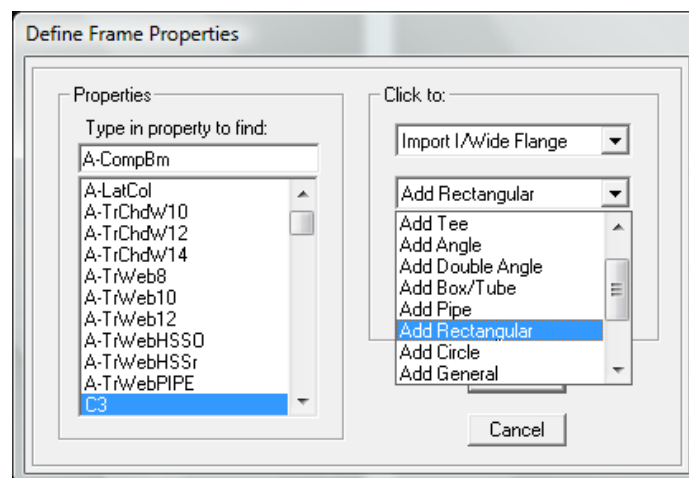 Define Frame Properties
Properties
Type in property to find:
A-CompBm
A-LatCol
A-TrChdW10
A-TrChdW12
A-TrChdW14
A-TrWeb8
A-TrWeb10
A-TrWeb12
A-TrWebHSSO
A-TrWebHSSr
A-TrWebPIPE
C3
Click to:
Import I/Wide Flange
Add Rectangular
Add Tee
Add Angle
Add Double Angle
Add Box/Tube
Add Pipe
Add Rectangular
Add Circle
Add General
Cancel